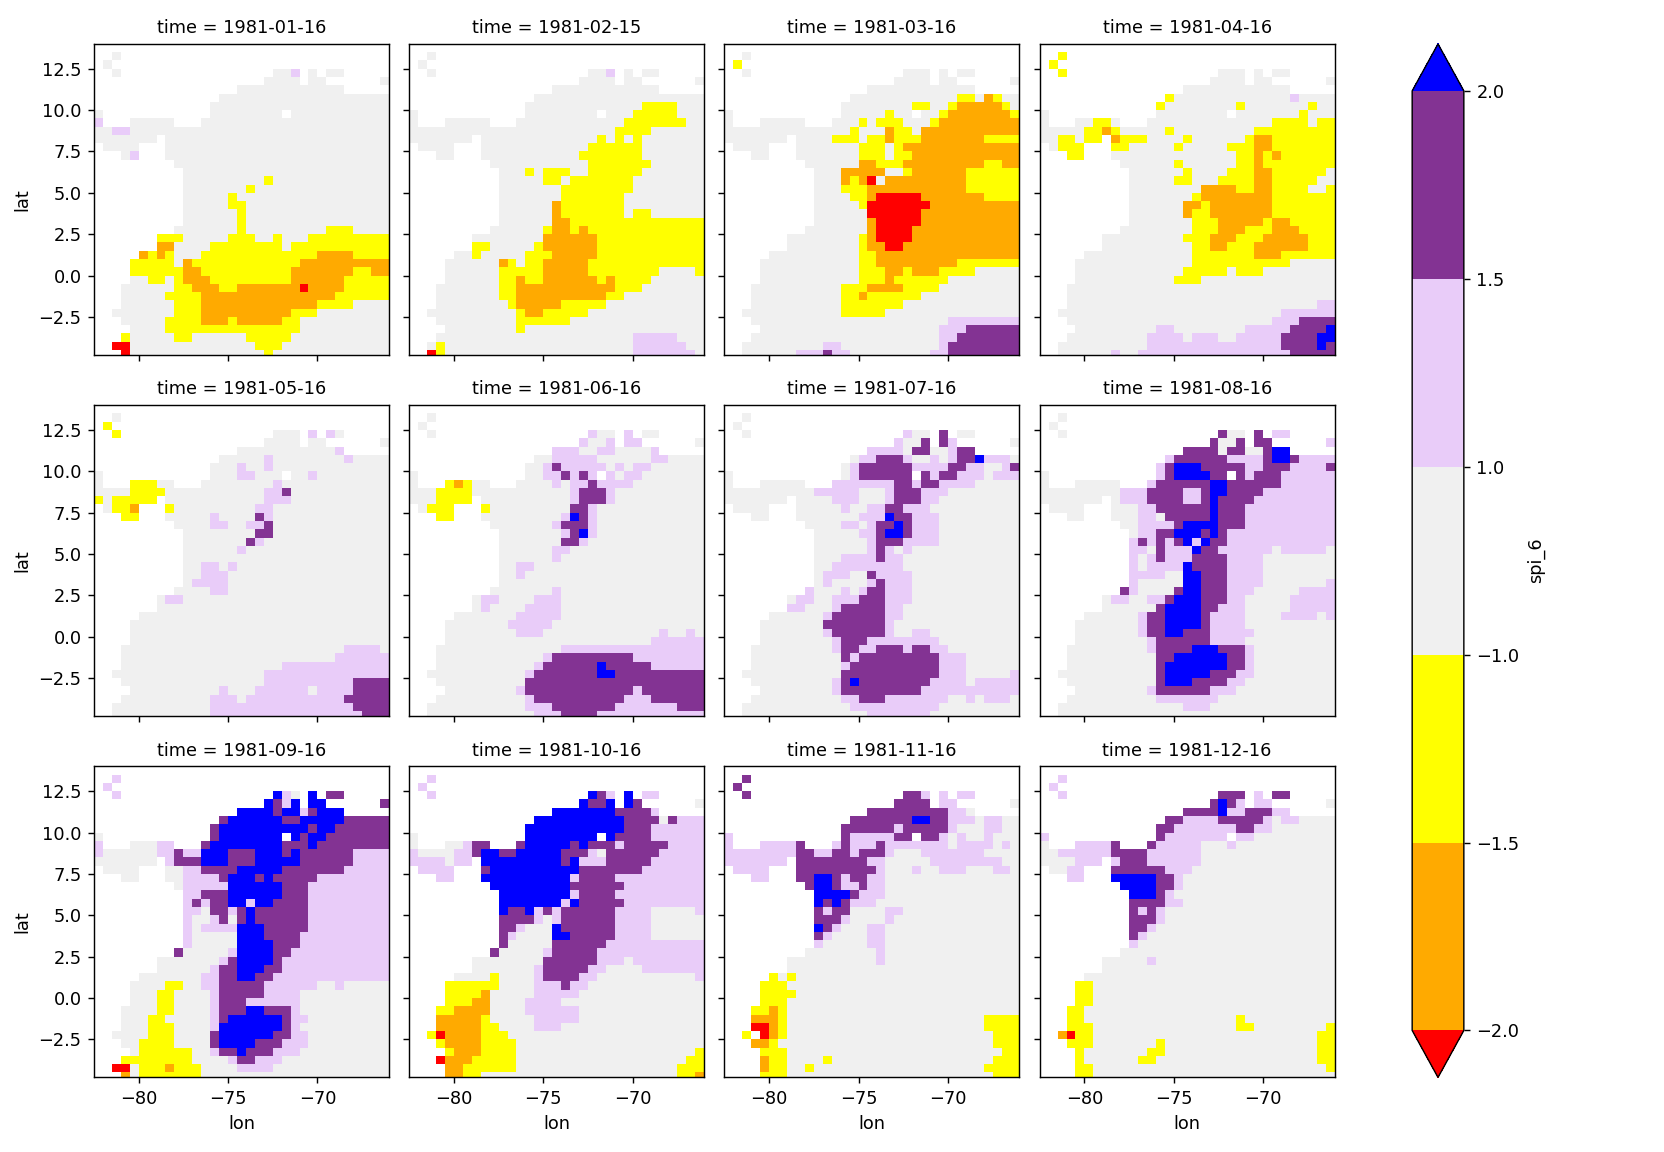 time = 1981-01-16
time = 1981-02-15
time = 1981-03-16
time = 1981-04-16
12.5
10.0
7.5
5.0
2.5
0.0
−2.5
lat
time = 1981-05-16
time = 1981-06-16
time = 1981-07-16
time = 1981-08-16
12.5
10.0
7.5
5.0
2.5
0.0
−2.5
lat
time = 1981-09-16
time = 1981-10-16
time = 1981-11-16
time = 1981-12-16
12.5
10.0
7.5
5.0
2.5
0.0
−2.5
lat
−80 −75 −70
lon
−80 −75 −70
lon
−80 −75 −70
lon
−80 −75 −70
lon
2.0
1.5
1.0
−1.0
−1.5
−2.0
spi_6